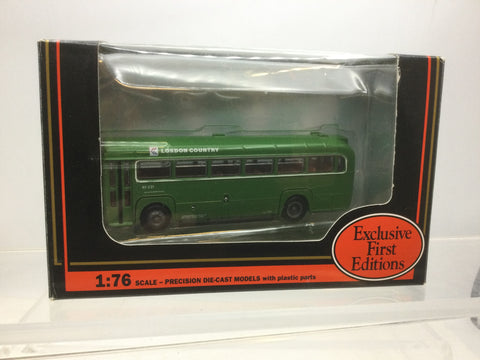 LONDON COUNTRY
Exclusive
First
Editions
1:76 SCALE – PRECISION DIE-CAST MODELS with plastic parts